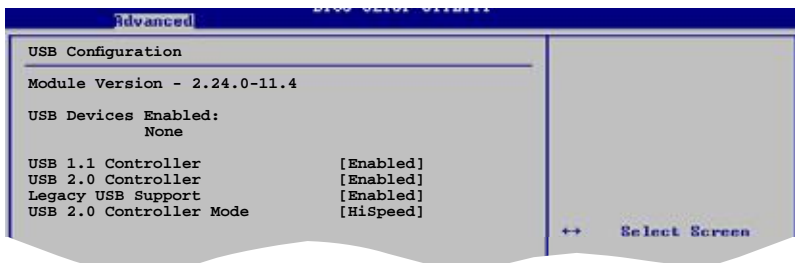 Advanced
USB Configuration
Module Version - 2.24.0-11.4
USB Devices Enabled:
None
USB 1.1 Controller [Enabled]
USB 2.0 Controller [Enabled]
Legacy USB Support [Enabled]
USB 2.0 Controller Mode [HiSpeed]
↔ Select Screen